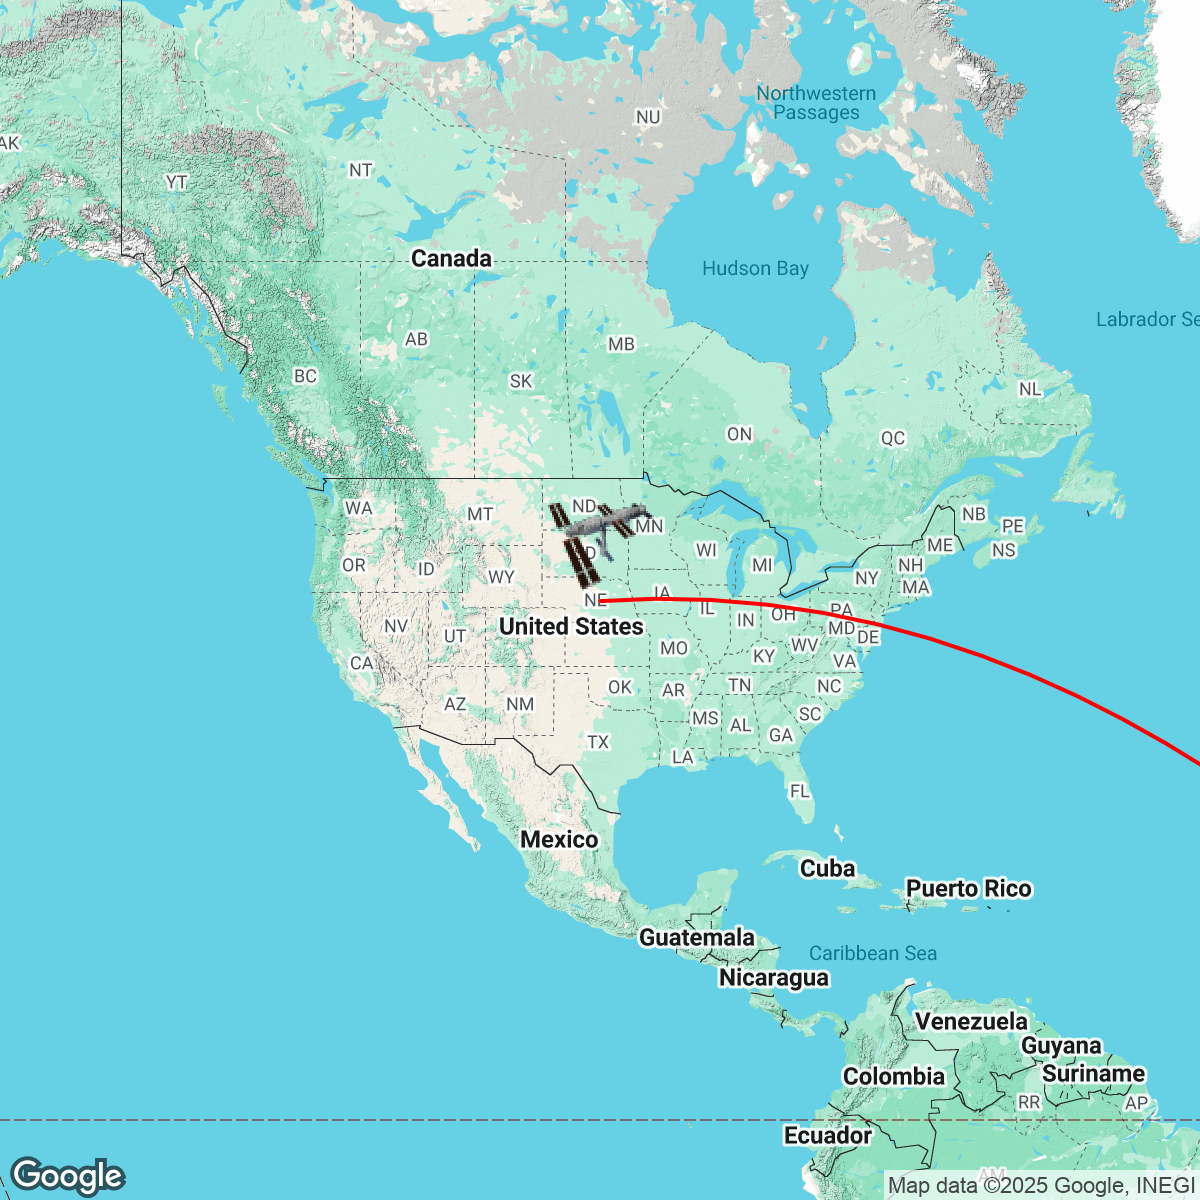 Northwestern
Passages
NU
AK
NT
YT
Canada
Hudson Bay
Labrador Se
AB
MB
BC
SK
NL
ON
QC
WA
MT
ND
MN
NB
PE
ME
NS
OR
ID
WY
D
WI
MI
NY
NH
MA
NE
IA
IL
IN
OH
PA
NV
UT
United States
MD
DE
CA
MO
KY
WV
VA
AZ
NM
OK
AR
TN
NC
MS
AL
SC
GA
TX
LA
FL
Mexico
Cuba
Puerto Rico
Guatemala
Caribbean Sea
Nicaragua
Venezuela
Guyana
Colombia
Suriname
RR
AP
Ecuador
AM
Google
Map data ©2025 Google, INEGI